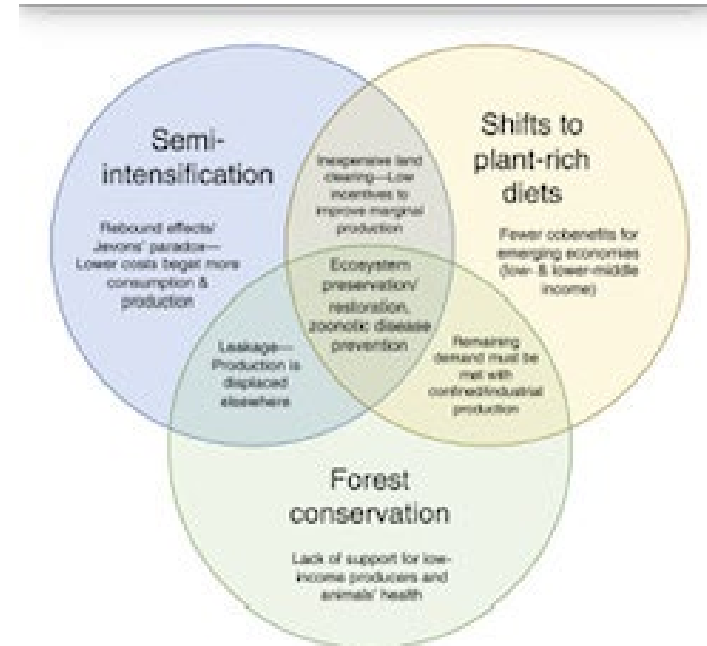 Semi-
intensification
Rebound effects/
Jevons' paradox—
Lower costs beget more
consumption &
production
Inexpensive land
clearing—Low
incentives to
improve marginal
production
Shifts to
plant-rich
diets
Fewer cobenefits for
emerging economies
(low- & lower-middle
income)
Ecosystem
preservation/
restoration,
zoonotic disease
prevention
Leakage—
Production is
displaced
elsewhere
Remaining
demand must be
met with
confined/industrial
production
Forest
conservation
Lack of support for low-
income producers and
animals' health